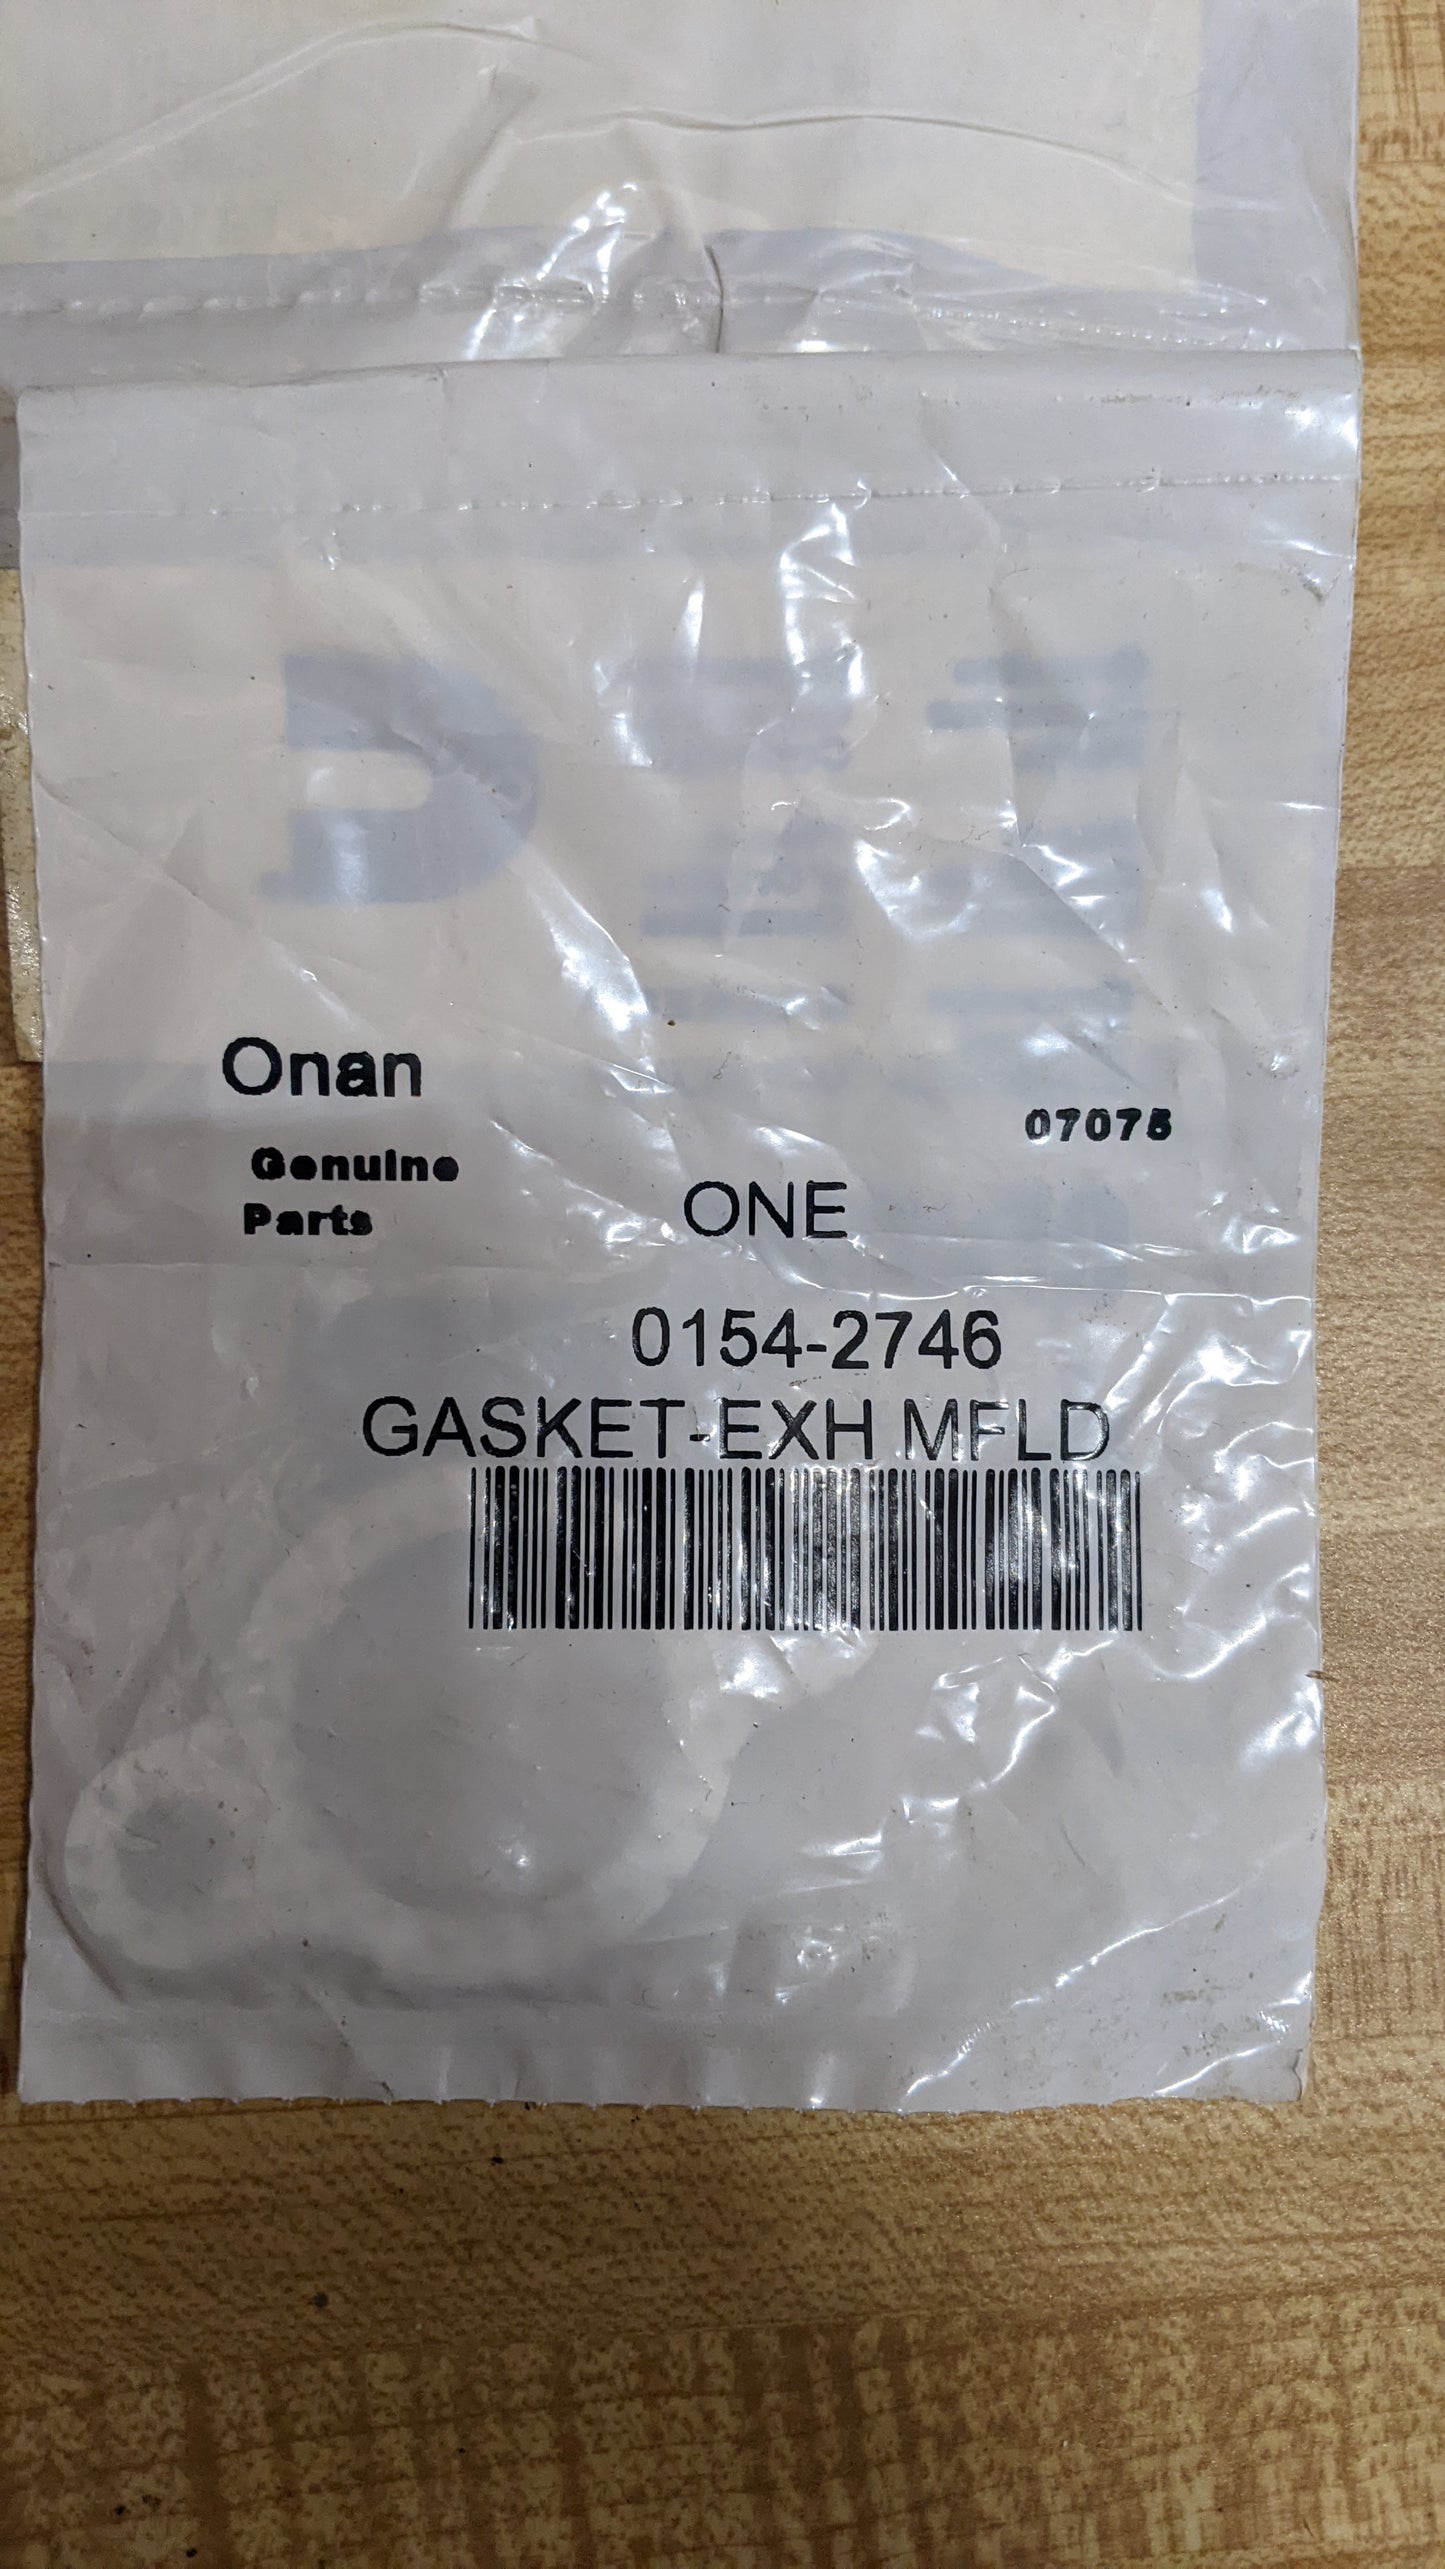 Onan
07075
Genuine
Parts
ONE
0154-2746
GASKET-EXH MFLD